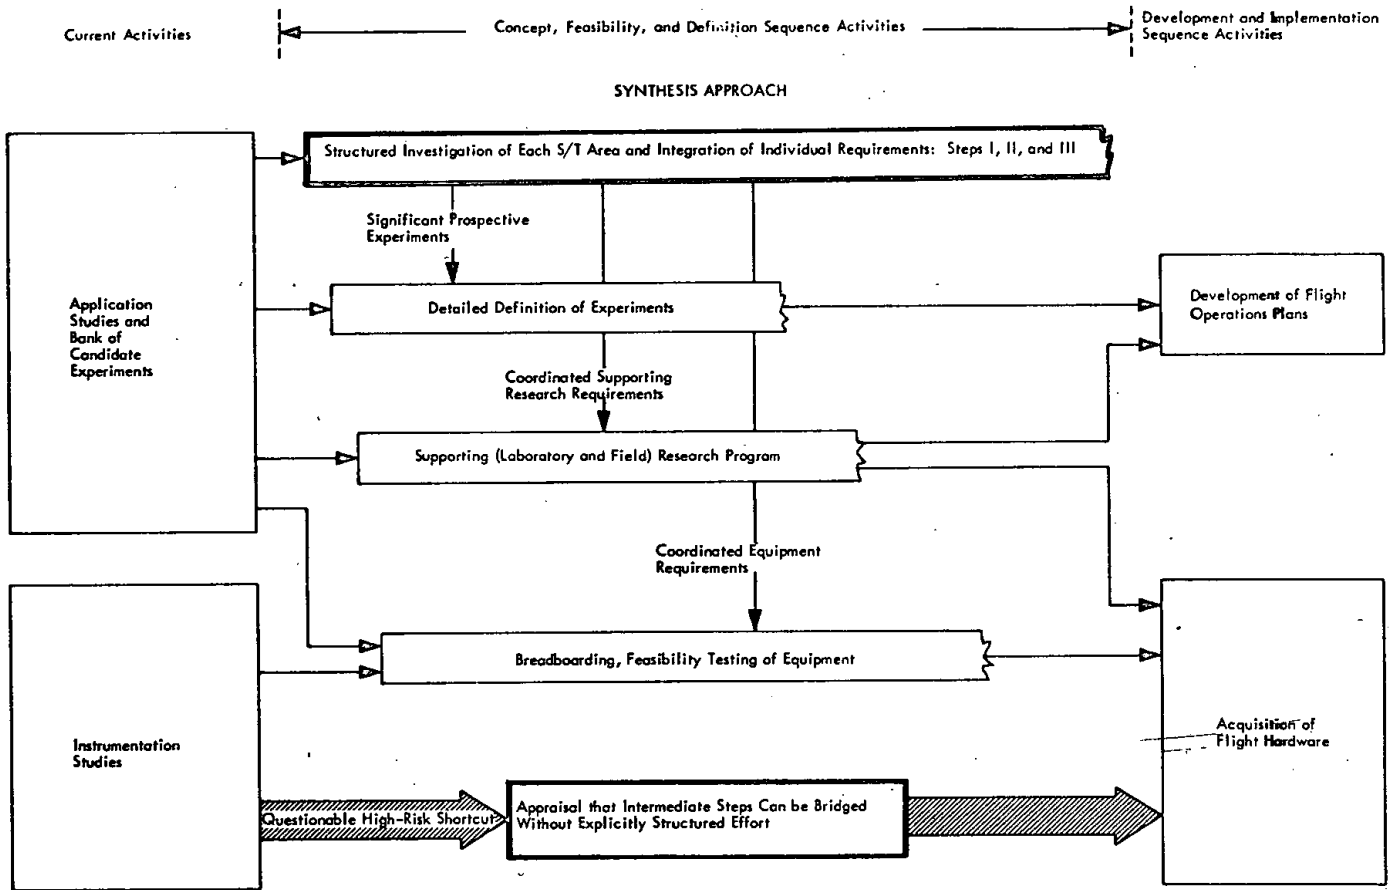 Current Activities
Concept, Feasibility, and Definition Sequence Activities
Development and Implementation
Sequence Activities
SYNTHESIS APPROACH
Structured Investigation of Each S/T Area and Integration of Individual Requirements: Steps I, II, and III
Significant Prospective
Experiments
Application
Studies and
Bank of
Candidate
Experiments
Detailed Definition of Experiments
Development of Flight
Operations Plans
Coordinated Supporting
Research Requirements
Supporting (Laboratory and Field) Research Program
Coordinated Equipment
Requirements
Breadboarding, Feasibility Testing of Equipment
Instrumentation
Studies
Acquisition of
Flight Hardware
Questionable High-Risk Shortcut
Appraisal that Intermediate Steps Can be Bridged
Without Explicitly Structured Effort